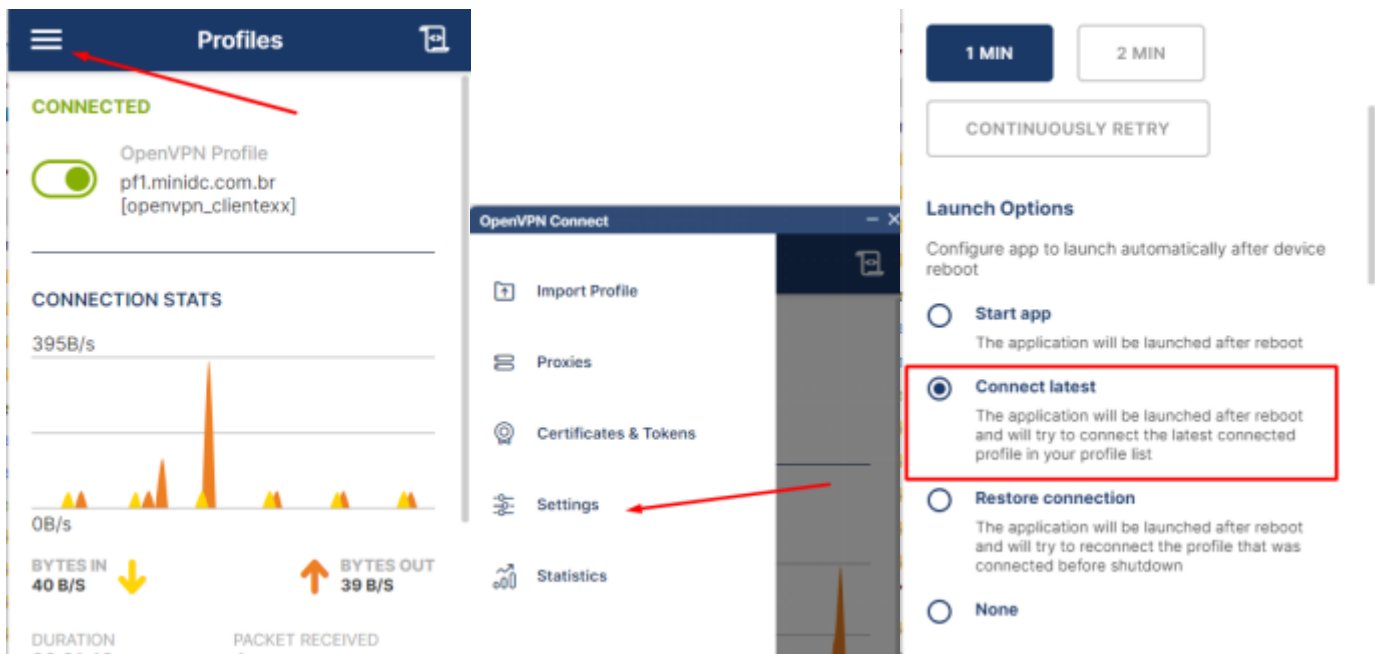 Profiles
CONNECTED
OpenVPN Profile
pf1.minidc.com.br
[openvpn_clientexx]
CONNECTION STATS
395B/s
0B/s
BYTES IN
40 B/S
BYTES OUT
39 B/S
DURATION
PACKET RECEIVED
OpenVPN Connect
Import Profile
Proxies
Certificates & Tokens
Settings
Statistics
1 MIN
2 MIN
CONTINUOUSLY RETRY
Launch Options
Configure app to launch automatically after device
reboot
Start app
The application will be launched after reboot
Connect latest
The application will be launched after reboot
and will try to connect the latest connected
profile in your profile list
Restore connection
The application will be launched after reboot
and will try to reconnect the profile that was
connected before shutdown
None